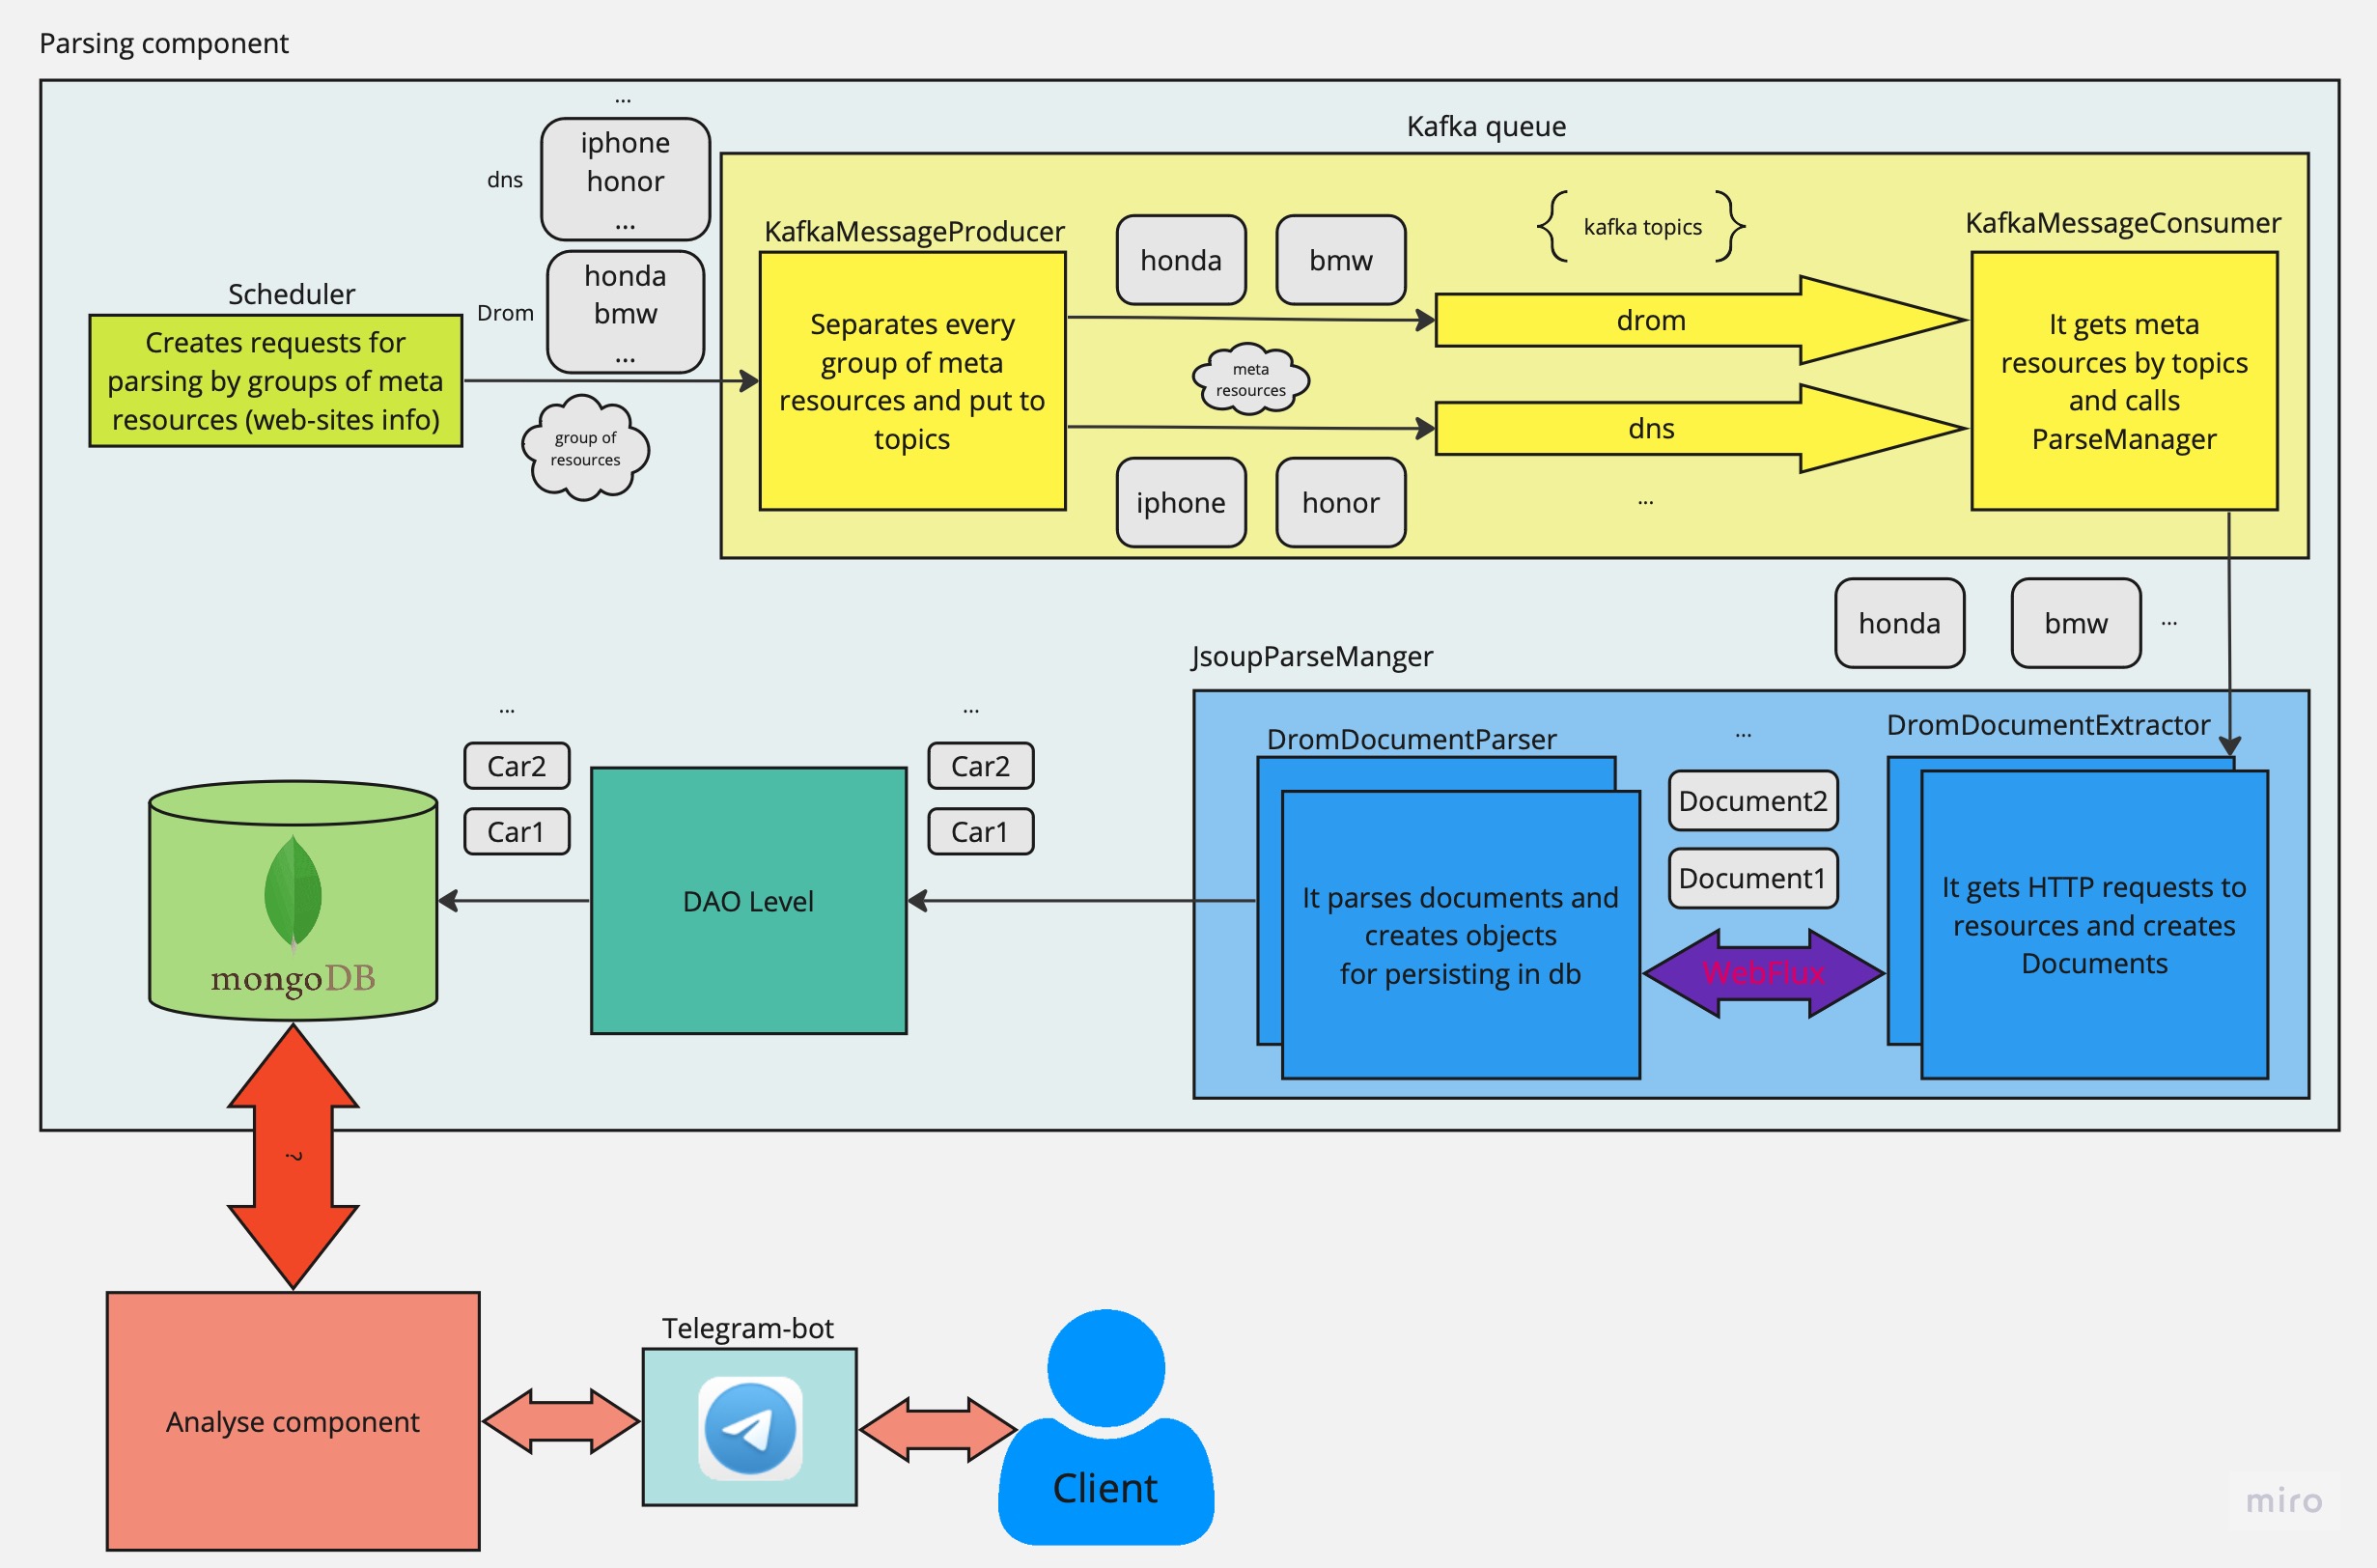 Parsing component
...
iphone
honor
...
dns
honda
bmw
...
Drom
Scheduler
Creates requests for
parsing by groups of meta
resources (web-sites info)
group of
resources
Kafka queue
KafkaMessageProducer
Separates every
group of meta
resources and put to
topics
honda
bmw
kafka topics
drom
meta
resources
dns
iphone
honor
...
KafkaMessageConsumer
It gets meta
resources by topics
and calls
ParseManager
honda
bmw
...
JsoupParseManger
DromDocumentExtractor
It gets HTTP requests to
resources and creates
Documents
...
Document2
Document1
WebFlux
DromDocumentParser
It parses documents and
creates objects
for persisting in db
...
Car2
Car1
DAO Level
...
Car2
Car1
mongoDB
?
Analyse component
Telegram-bot
Client
miro